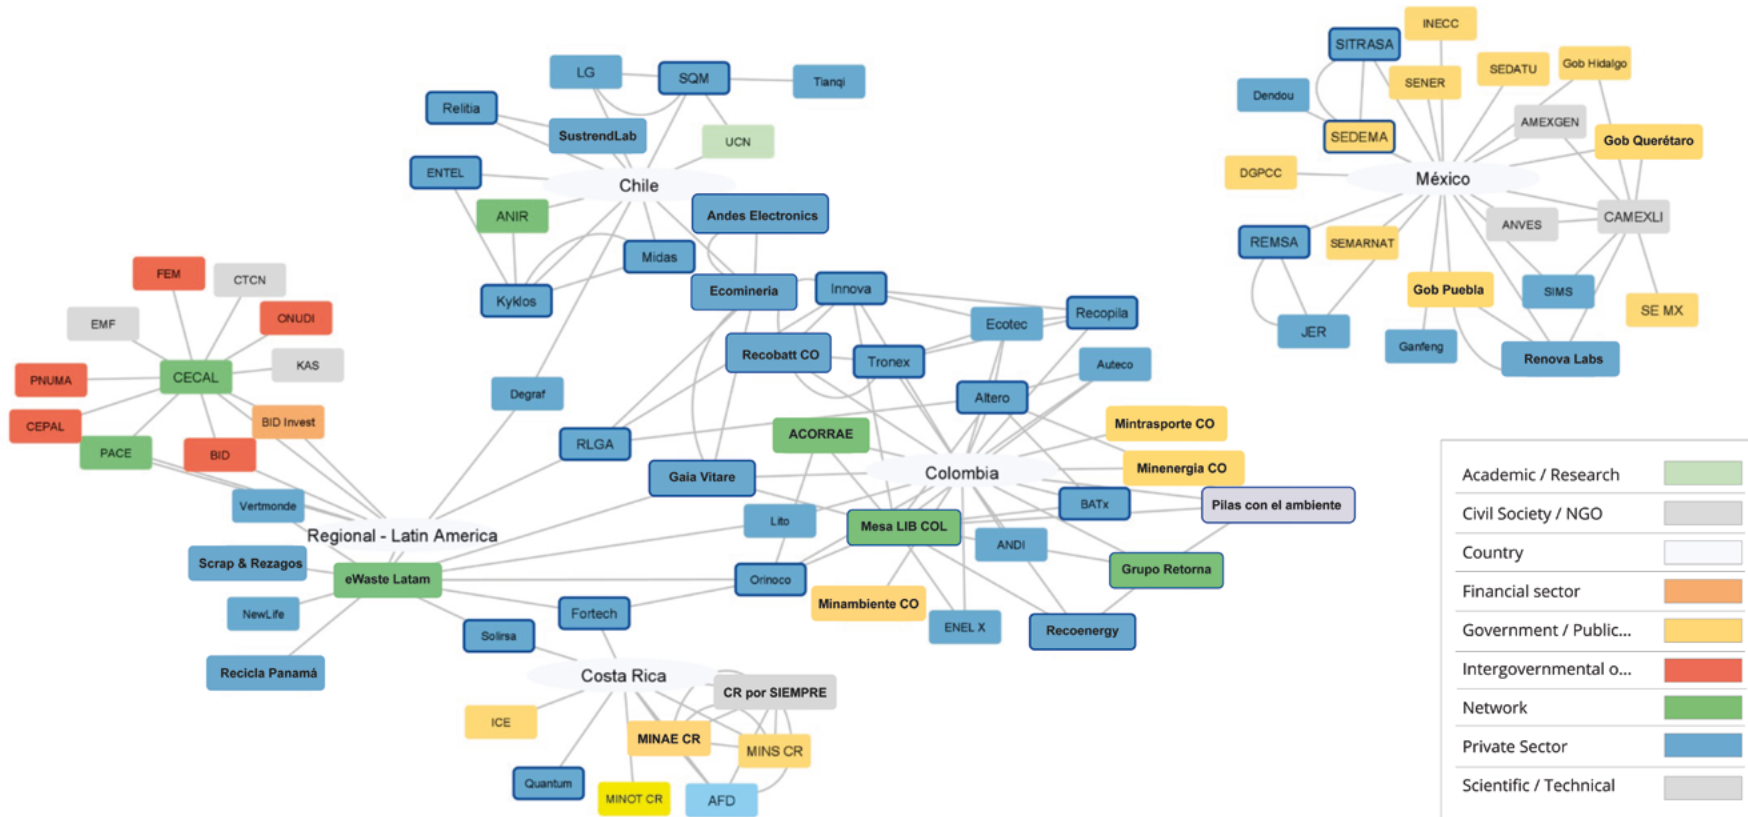 INECC
SITRASA
LG
SQM
Tianqi
SEDATU
Gob Hidalgo
SENER
Dendou
Relitia
AMEXGEN
SustrendLab
UCN
SEDEMA
Gob Querétaro
ENTEL
DGPCC
Chile
México
ANIR
Andes Electronics
ANVES
CAMEXLI
Midas
REMSA
SEMARNAT
FEM
CTCN
Kyklos
Ecomineria
Innova
Gob Puebla
SIMS
EMF
ONUDI
Ecotec
Recopila
SE MX
JER
Recobatt CO
Tronex
Ganfeng
Renova Labs
KAS
CECAL
PNUMA
Auteco
Degraf
Altero
CEPAL
BID Invest
Mintrasporte CO
ACORRAE
RLGA
PACE
BID
Minenergia CO
Colombia
Gaia Vitare
Vertmonde
BATx
Pilas con el ambiente
Lito
Mesa LIB COL
Regional - Latin America
ANDI
Scrap & Rezagos
eWaste Latam
Orinoco
Grupo Retorna
Minambiente CO
NewLife
Fortech
ENEL X
Recoenergy
Solirsa
Recicla Panamá
Costa Rica
CR por SIEMPRE
ICE
MINAE CR
MINS CR
Quantum
MINOT CR
AFD
Academic / Research
Civil Society / NGO
Country
Financial sector
Government / Public...
Intergovernmental o...
Network
Private Sector
Scientific / Technical